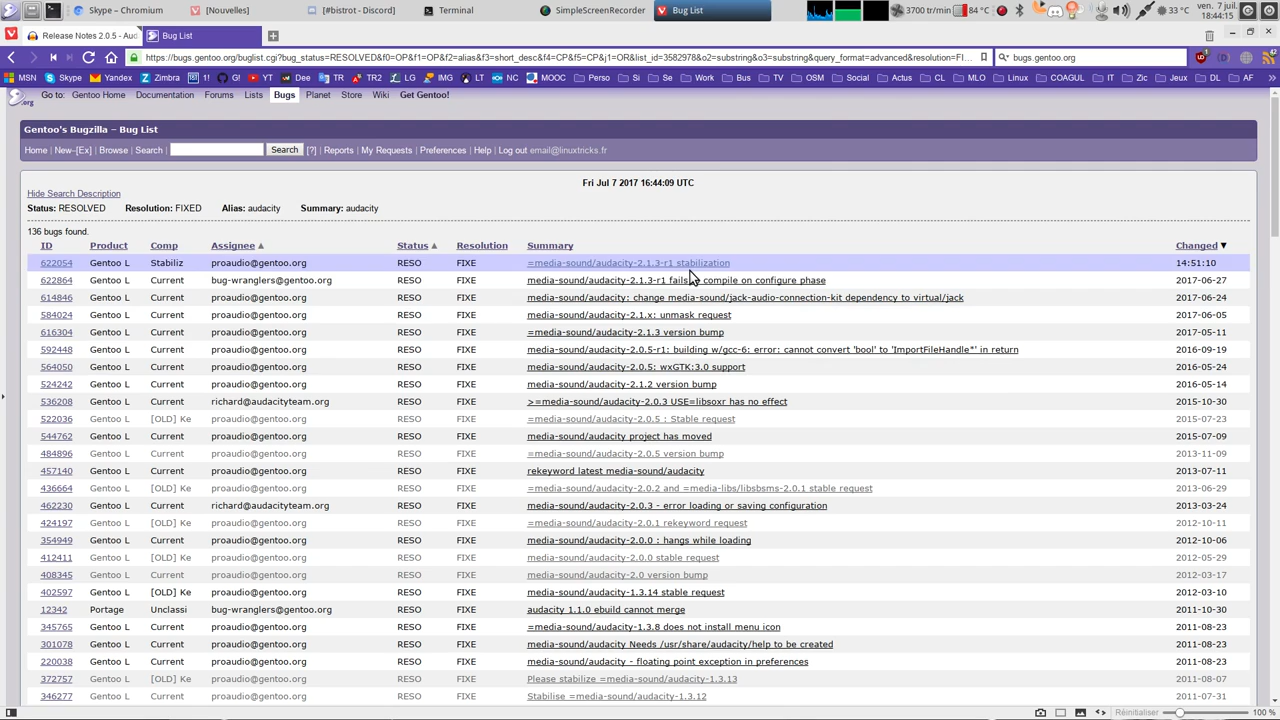 Skype – Chromium [Nouvelles] [#bistrot - Discord] Terminal SimpleScreenRecorder Bug List 3700 tr/min 84 °C 33 °C ven. 7 juil. 18:44:15
Release Notes 2.0.5 - Aud Bug List
https://bugs.gentoo.org/buglist.cgi?bug_status=RESOLVED&f0=OP&f1=OP&f2=alias&f3=short_desc&f4=CP&f5=CP&j1=OR&list_id=3582978&o2=substring&o3=substring&query_format=advanced&resolution=FI... bugs.gentoo.org
MSN Skype Yandex Zimbra YT G+ FB TR Dee TR TR2 LG IMG LT NCU MOOC Perso Si Se Work Bux Jeux Social Actus CL MLO Linux COAGUL IT Zic DL AF
.org Go to: Gentoo Home Documentation Forums Lists Bugs Planet Store Wiki Get Gentoo!
Gentoo's Bugzilla – Bug List
Home | New–[Ex] | Browse | Search | Search [?] | Reports | My Requests | Preferences | Help | Log out email@linuxtricks.fr
Fri Jul 7 2017 16:44:09 UTC
Hide Search Description
Status: RESOLVED Resolution: FIXED Alias: audacity Summary: audacity
136 bugs found.
ID Product Comp Assignee ▲ Status ▲ Resolution Summary Changed ▼
622054 Gentoo L Stabiliz proaudio@gentoo.org RESO FIXE =media-sound/audacity-2.1.3-r1 stabilization 14:51:10
622864 Gentoo L Current bug-wranglers@gentoo.org RESO FIXE media-sound/audacity-2.1.3-r1 fails compile on configure phase 2017-06-27
614846 Gentoo L Current proaudio@gentoo.org RESO FIXE media-sound/audacity: change media-sound/jack-audio-connection-kit dependency to virtual/jack 2017-06-24
584024 Gentoo L Current proaudio@gentoo.org RESO FIXE media-sound/audacity-2.1.x: unmask request 2017-06-05
616304 Gentoo L Current proaudio@gentoo.org RESO FIXE =media-sound/audacity-2.1.3 version bump 2017-05-11
592448 Gentoo L Current proaudio@gentoo.org RESO FIXE media-sound/audacity-2.0.5-r1: building w/gcc-6: error: cannot convert 'bool' to 'ImportFileHandle*' in return 2016-09-19
564050 Gentoo L Current proaudio@gentoo.org RESO FIXE media-sound/audacity-2.0.5: wxGTK:3.0 support 2016-05-24
524242 Gentoo L Current proaudio@gentoo.org RESO FIXE media-sound/audacity-2.1.2 version bump 2016-05-14
536208 Gentoo L Current richard@audacityteam.org RESO FIXE >=media-sound/audacity-2.0.3 USE=libsoxr has no effect 2015-10-30
522036 Gentoo L [OLD] Ke proaudio@gentoo.org RESO FIXE =media-sound/audacity-2.0.5 : Stable request 2015-07-23
544762 Gentoo L Current proaudio@gentoo.org RESO FIXE media-sound/audacity project has moved 2015-07-09
484896 Gentoo L Current proaudio@gentoo.org RESO FIXE =media-sound/audacity-2.0.5 version bump 2013-11-09
457140 Gentoo L Current proaudio@gentoo.org RESO FIXE rekeyword latest media-sound/audacity 2013-07-11
436664 Gentoo L [OLD] Ke proaudio@gentoo.org RESO FIXE =media-sound/audacity-2.0.2 and =media-libs/libsbsms-2.0.1 stable request 2013-06-29
462230 Gentoo L Current richard@audacityteam.org RESO FIXE media-sound/audacity-2.0.3 - error loading or saving configuration 2013-03-24
424197 Gentoo L [OLD] Ke proaudio@gentoo.org RESO FIXE =media-sound/audacity-2.0.1 rekeyword request 2012-10-11
354949 Gentoo L Current proaudio@gentoo.org RESO FIXE media-sound/audacity-2.0.0 : hangs while loading 2012-10-06
412411 Gentoo L [OLD] Ke proaudio@gentoo.org RESO FIXE =media-sound/audacity-2.0.0 stable request 2012-05-29
408345 Gentoo L Current proaudio@gentoo.org RESO FIXE media-sound/audacity-2.0 version bump 2012-03-17
402597 Gentoo L [OLD] Ke proaudio@gentoo.org RESO FIXE =media-sound/audacity-1.3.14 stable request 2012-03-10
12342 Portage Unclassi bug-wranglers@gentoo.org RESO FIXE audacity 1.1.0 ebuild cannot merge 2011-10-30
345765 Gentoo L Current proaudio@gentoo.org RESO FIXE =media-sound/audacity-1.3.8 does not install menu icon 2011-08-23
301078 Gentoo L Current proaudio@gentoo.org RESO FIXE media-sound/audacity Needs /usr/share/audacity/help to be created 2011-08-23
220038 Gentoo L Current proaudio@gentoo.org RESO FIXE media-sound/audacity - floating point exception in preferences 2011-08-23
372757 Gentoo L [OLD] Ke proaudio@gentoo.org RESO FIXE Please stabilize =media-sound/audacity-1.3.13 2011-08-07
346277 Gentoo L Current proaudio@gentoo.org RESO FIXE Stabilise =media-sound/audacity-1.3.12 2011-07-31
Réinitialiser 100 %